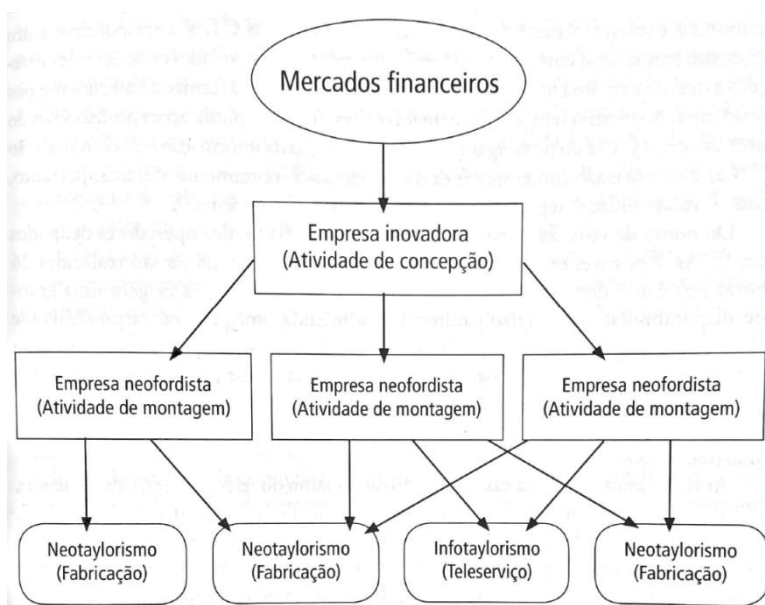 Mercados financeiros
Empresa inovadora
(Atividade de concepção)
Empresa neofordista
(Atividade de montagem)
Empresa neofordista
(Atividade de montagem)
Empresa neofordista
(Atividade de montagem)
Neotaylorismo
(Fabricação)
Neotaylorismo
(Fabricação)
Infotaylorismo
(Teleserviço)
Neotaylorismo
(Fabricação)